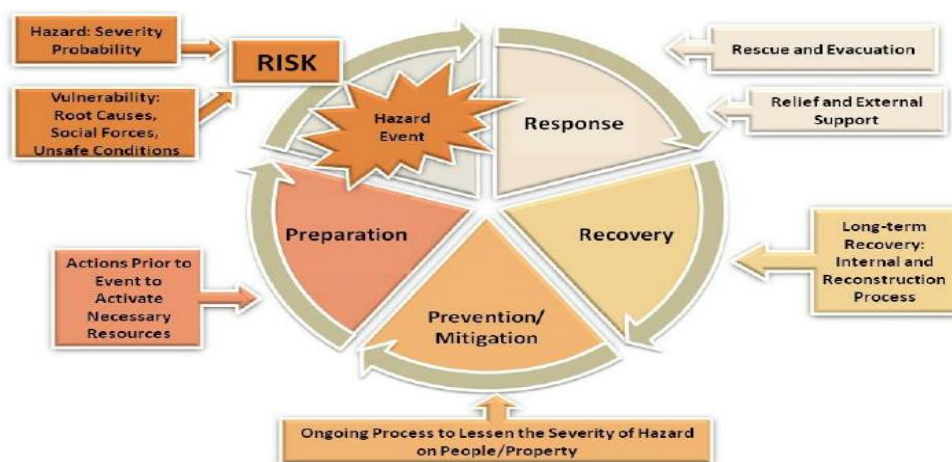 Hazard: Severity
Probability
RISK
Vulnerability:
Root Causes,
Social Forces,
Unsafe Conditions
Hazard
Event
Response
Rescue and Evacuation
Relief and External
Support
Preparation
Recovery
Actions Prior to
Event to
Activate
Necessary
Resources
Long-term
Recovery:
Internal and
Reconstruction
Process
Prevention/
Mitigation
Ongoing Process to Lessen the Severity of Hazard
on People/Property